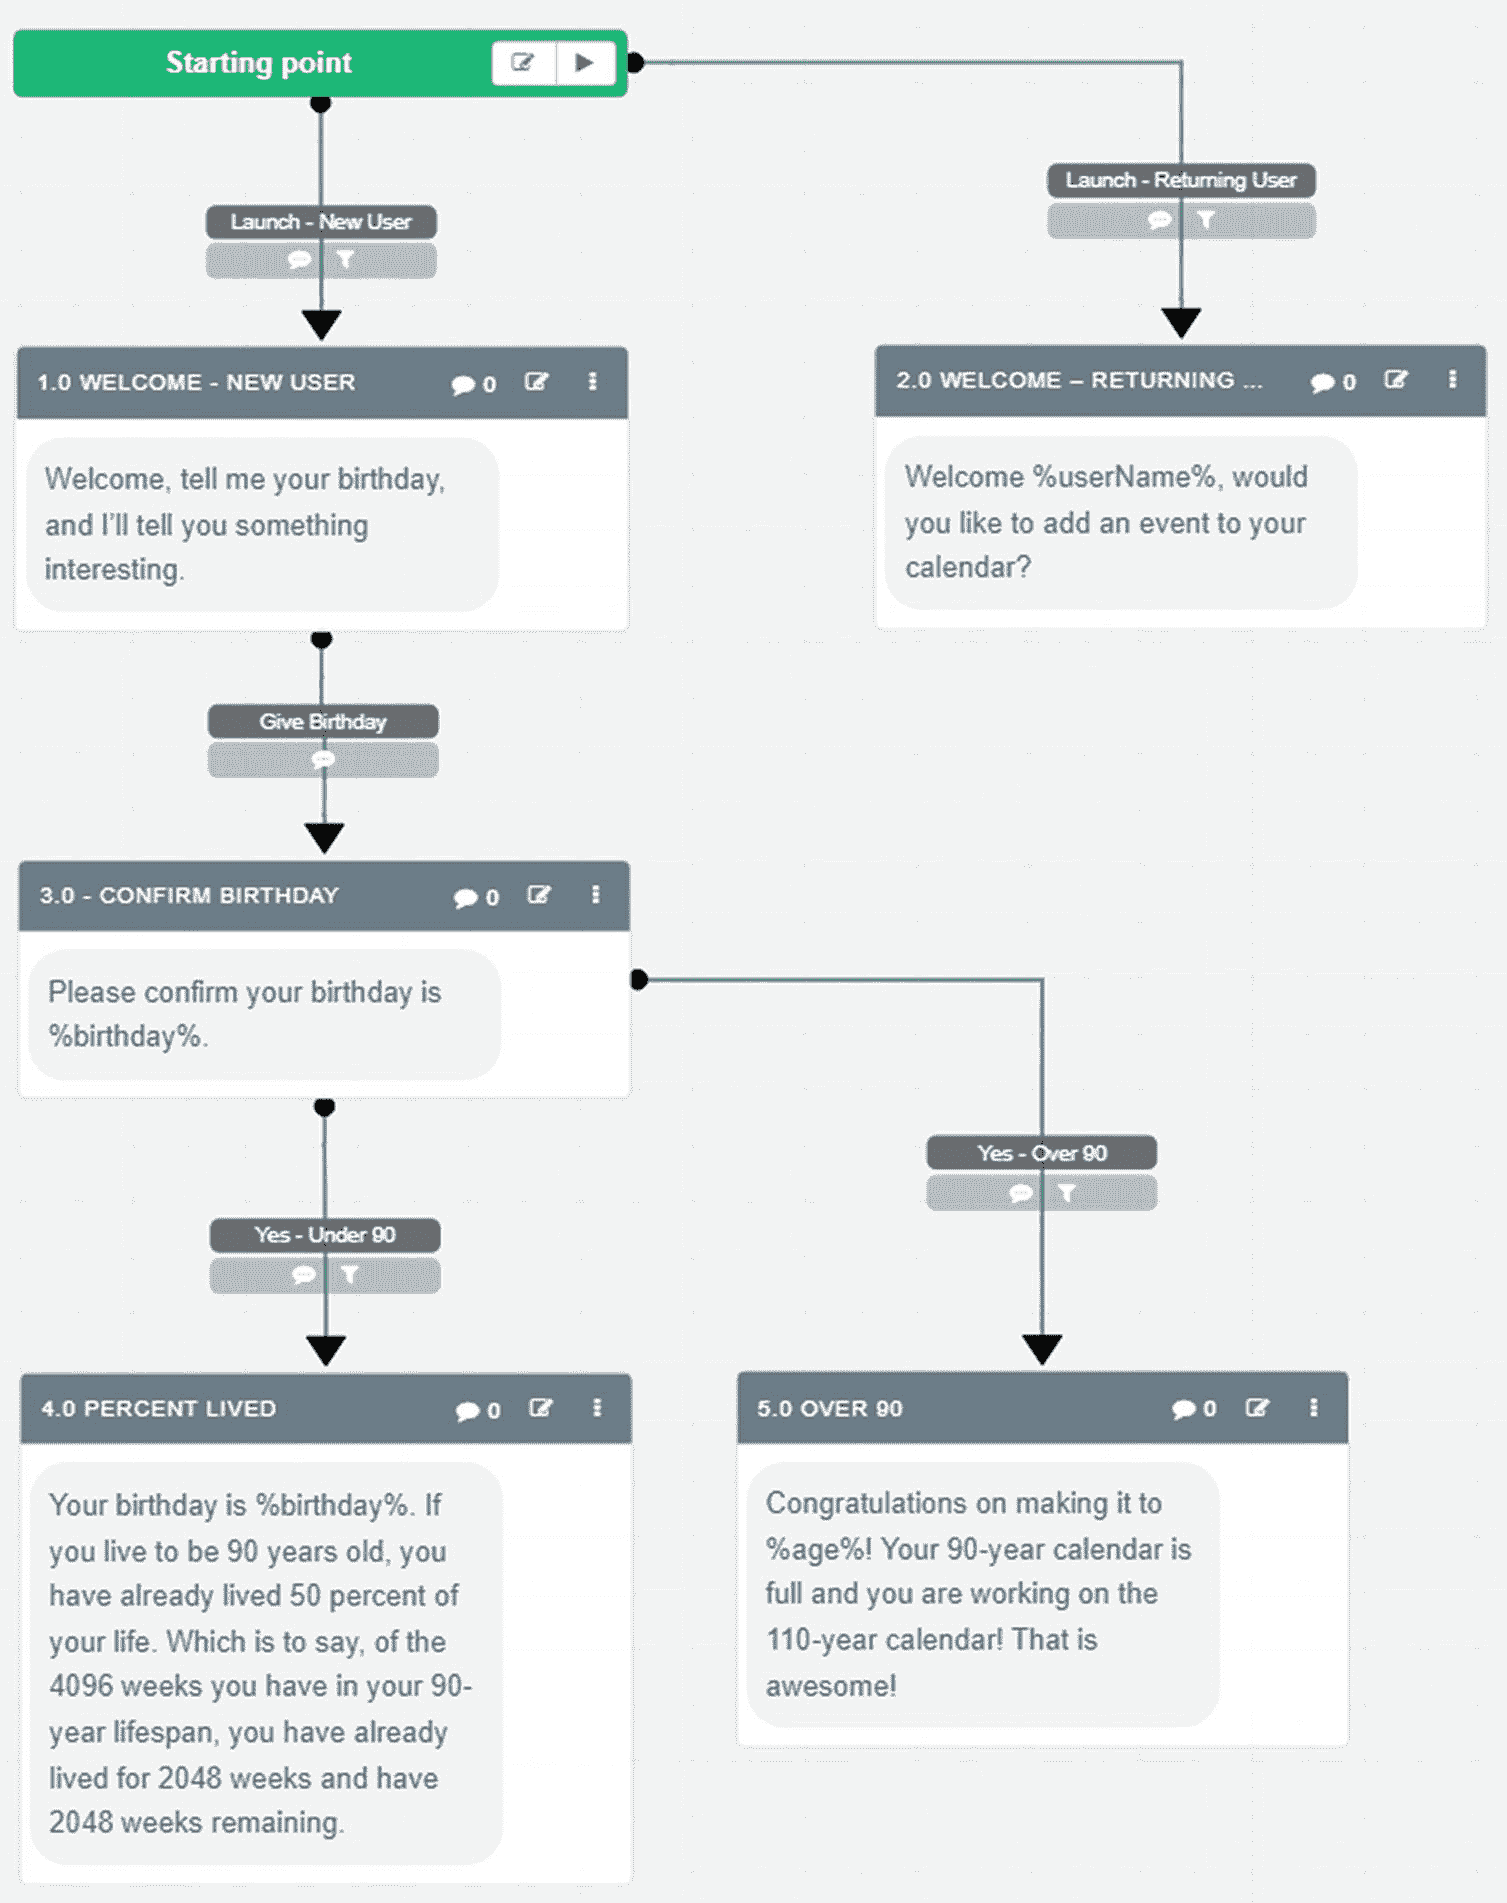 Starting point
Launch - New User
Launch - Returning User
1.0 WELCOME - NEW USER 0
Welcome, tell me your birthday,
and I'll tell you something
interesting.
2.0 WELCOME – RETURNING ... 0
Welcome %userName%, would
you like to add an event to your
calendar?
Give Birthday
3.0 - CONFIRM BIRTHDAY 0
Please confirm your birthday is
%birthday%.
Yes - Under 90
Yes - Over 90
4.0 PERCENT LIVED 0
Your birthday is %birthday%. If
you live to be 90 years old, you
have already lived 50 percent of
your life. Which is to say, of the
4096 weeks you have in your 90-
year lifespan, you have already
lived for 2048 weeks and have
2048 weeks remaining.
5.0 OVER 90 0
Congratulations on making it to
%age%! Your 90-year calendar is
full and you are working on the
110-year calendar! That is
awesome!